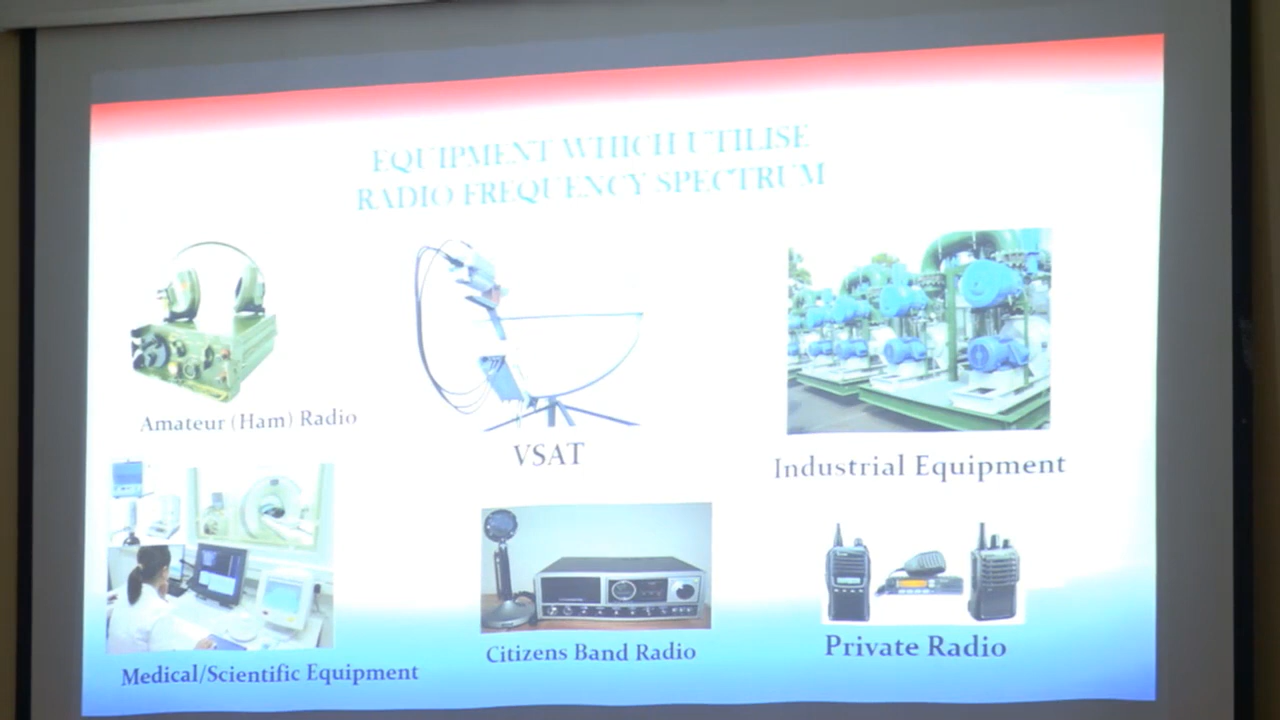 EQUIPMENT WHICH UTILISE
RADIO FREQUENCY SPECTRUM
Amateur (Ham) Radio
VSAT
Industrial Equipment
Medical/Scientific Equipment
Citizens Band Radio
Private Radio